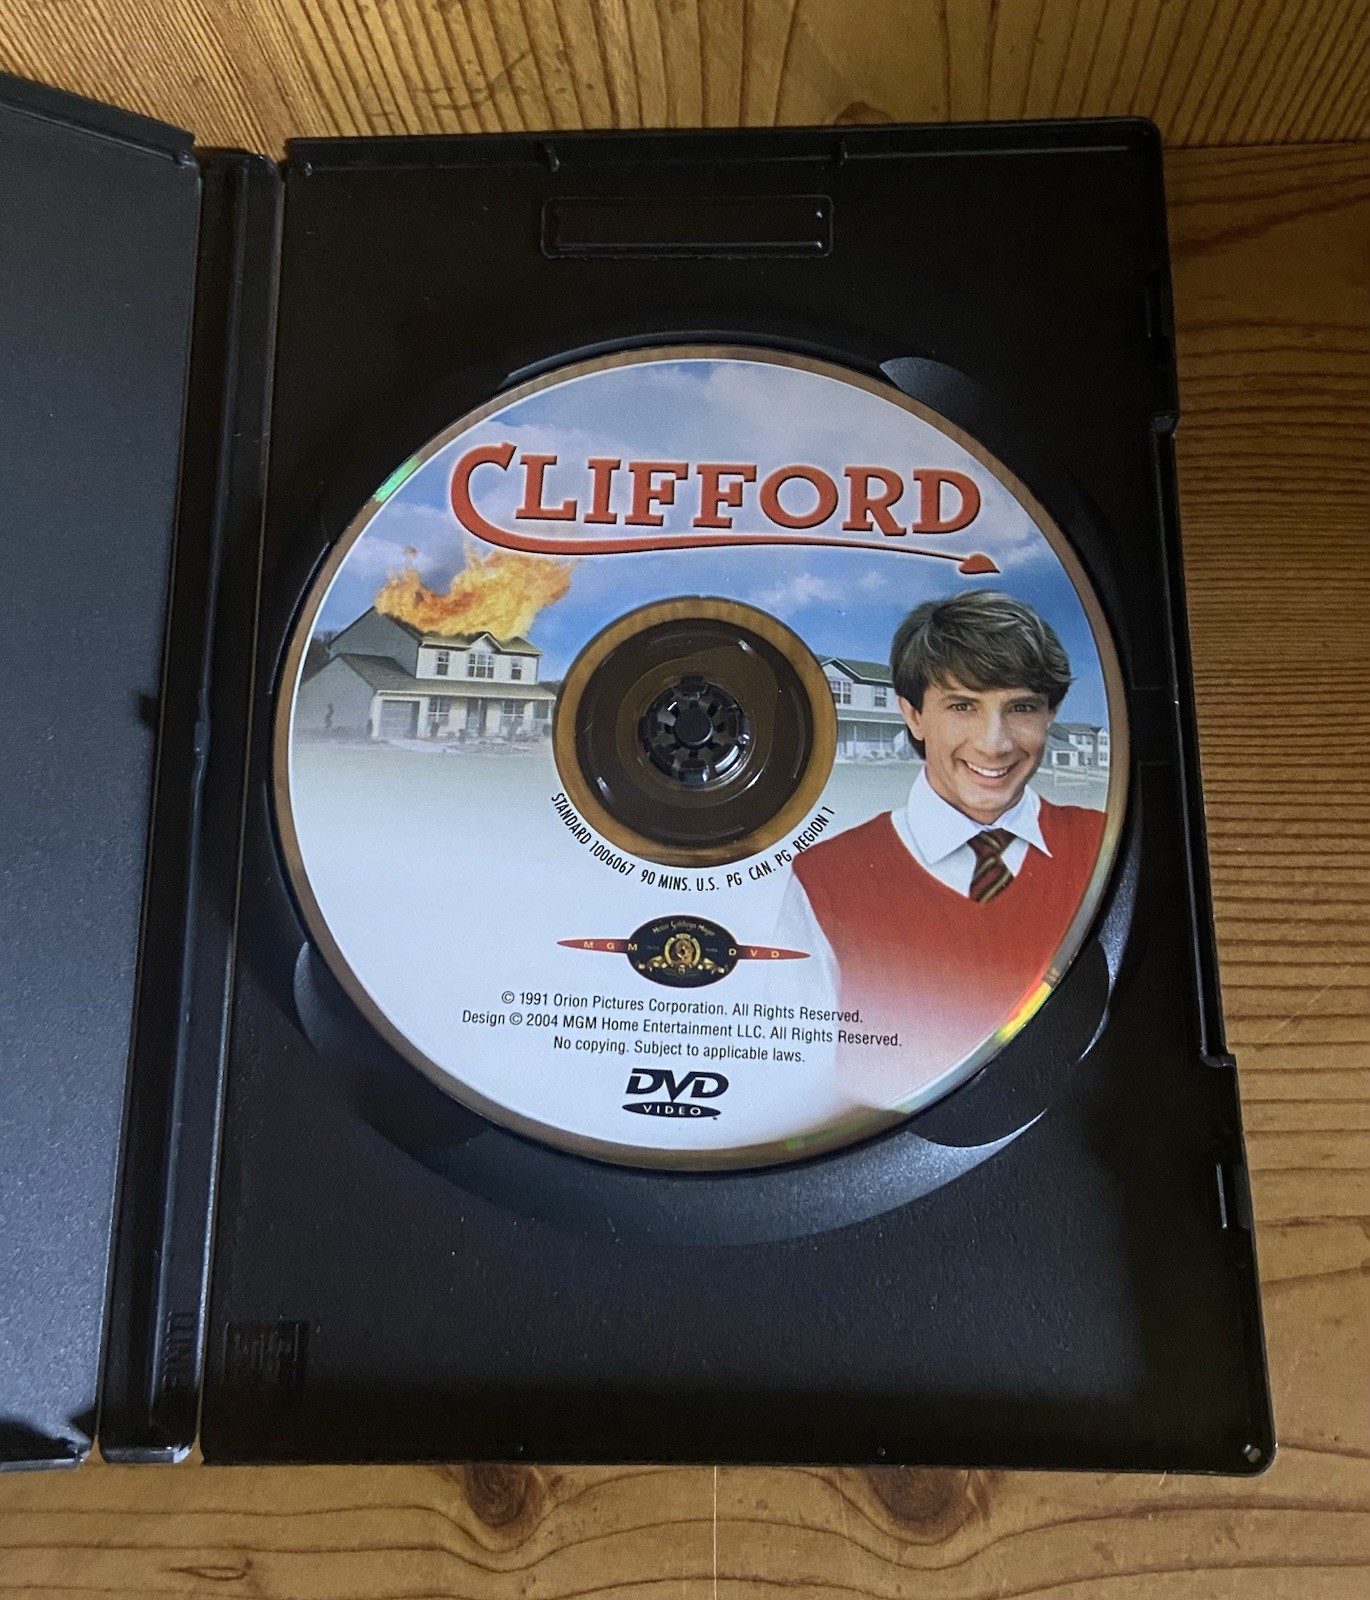 CLIFFORD
STANDARD 1006067 90 MINS. U.S. PG CAN. PG REGION 1
MGM DVD
© 1991 Orion Pictures Corporation. All Rights Reserved.
Design © 2004 MGM Home Entertainment LLC. All Rights Reserved.
No copying. Subject to applicable laws.
DVD
VIDEO